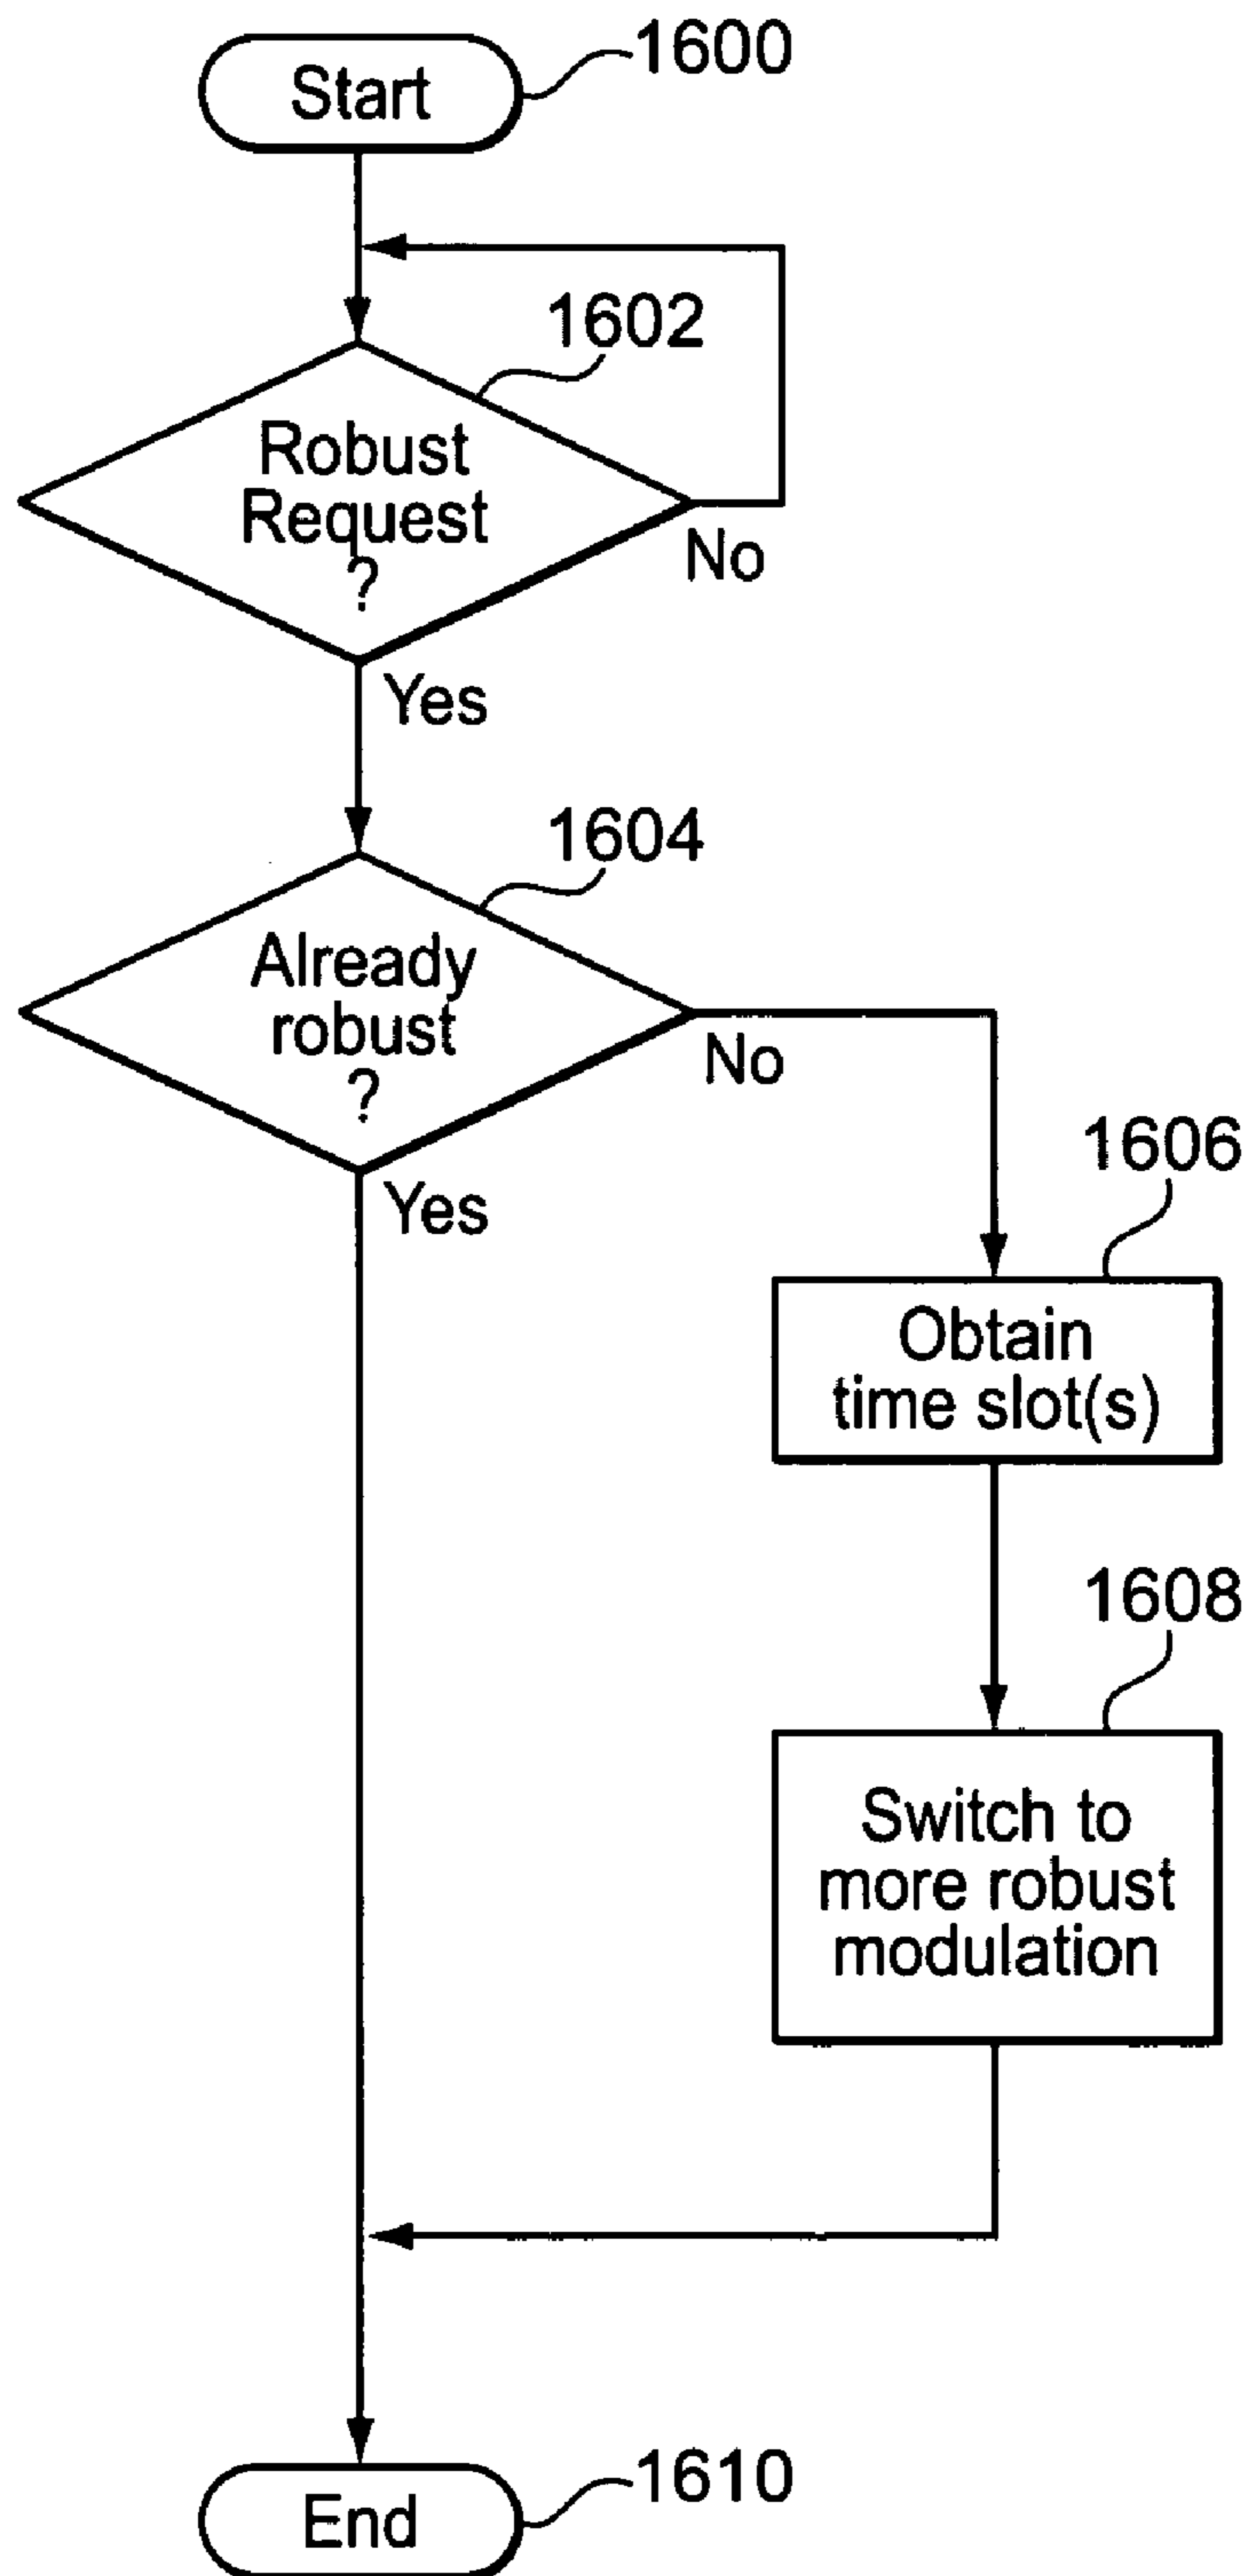 Start
1600
1602
Robust
Request
?
No
Yes
1604
Already
robust
?
No
Yes
1606
Obtain
time slot(s)
1608
Switch to
more robust
modulation
End
1610